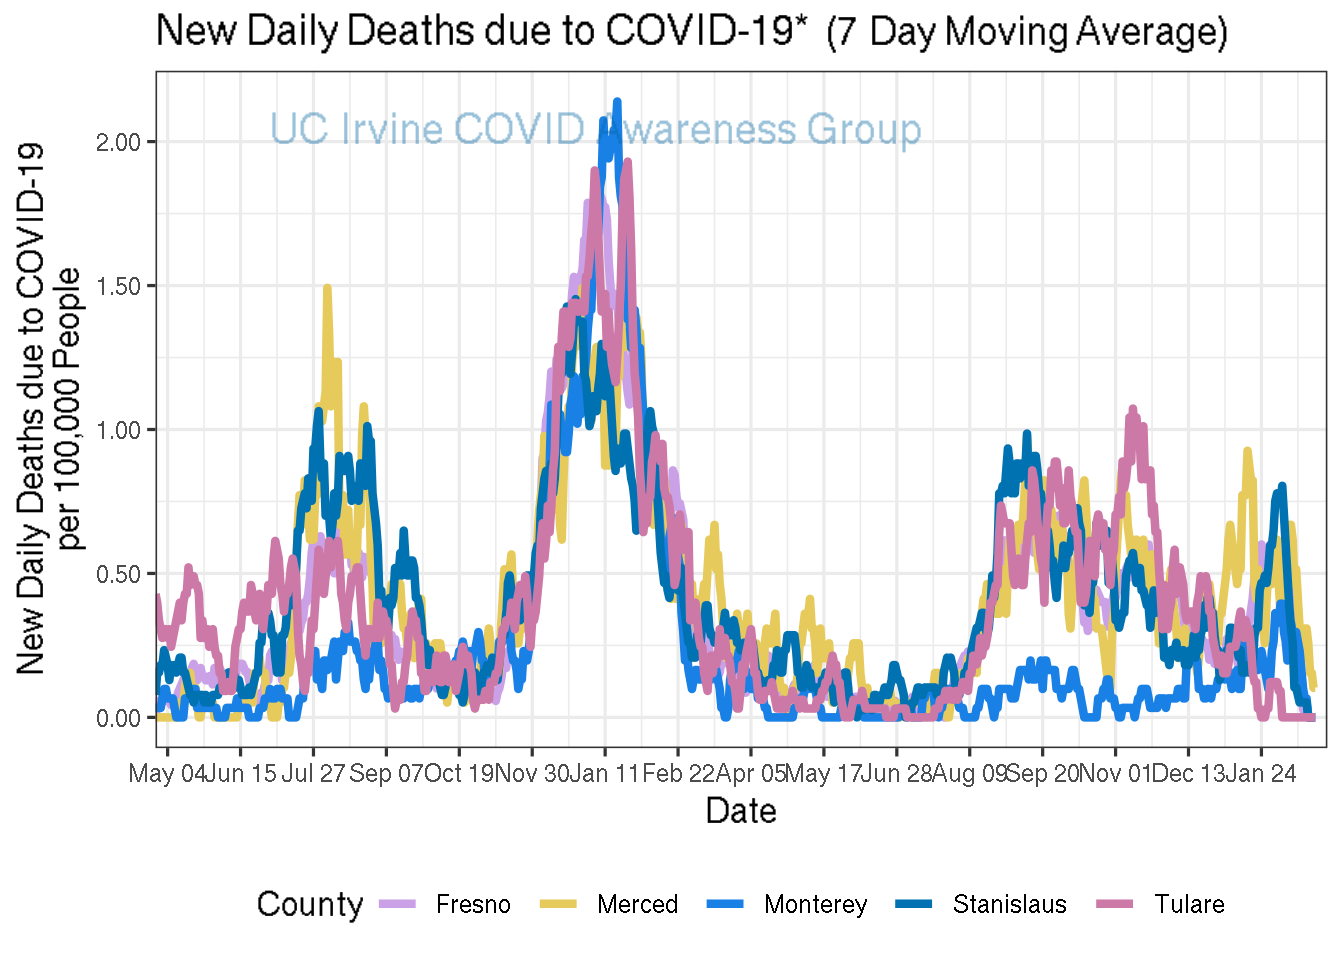 New Daily Deaths due to COVID-19* (7 Day Moving Average)
UC Irvine COVID Awareness Group
New Daily Deaths due to COVID-19
per 100,000 People
2.00
1.50
1.00
0.50
0.00
May 04 Jun 15 Jul 27 Sep 07 Oct 19 Nov 30 Jan 11 Feb 22 Apr 05 May 17 Jun 28 Aug 09 Sep 20 Nov 01 Dec 13 Jan 24
Date
County Fresno Merced Monterey Stanislaus Tulare